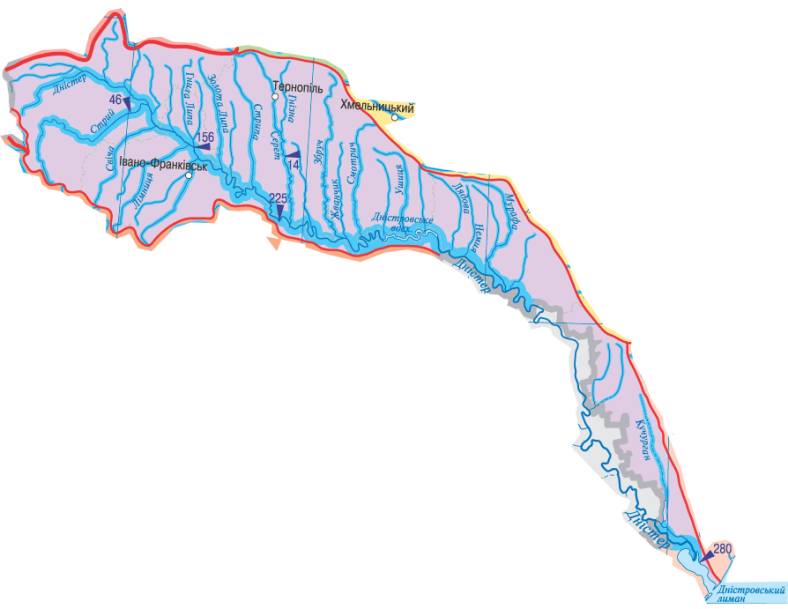 Дністер
46
Стрий
Свіча
Лімниця
Івано-Франківськ
Гнила Липа
156
Золота Липа
Стрипа
Тернопіль
Гнізна
Серет
14
225
Збруч
Жванчик
Смотрич
Хмельницький
Ушиця
Дністровське
вдсх.
Лядова
Немия
Мурафа
Дністер
Кучурган
Дністер
280
Дністровський
лиман